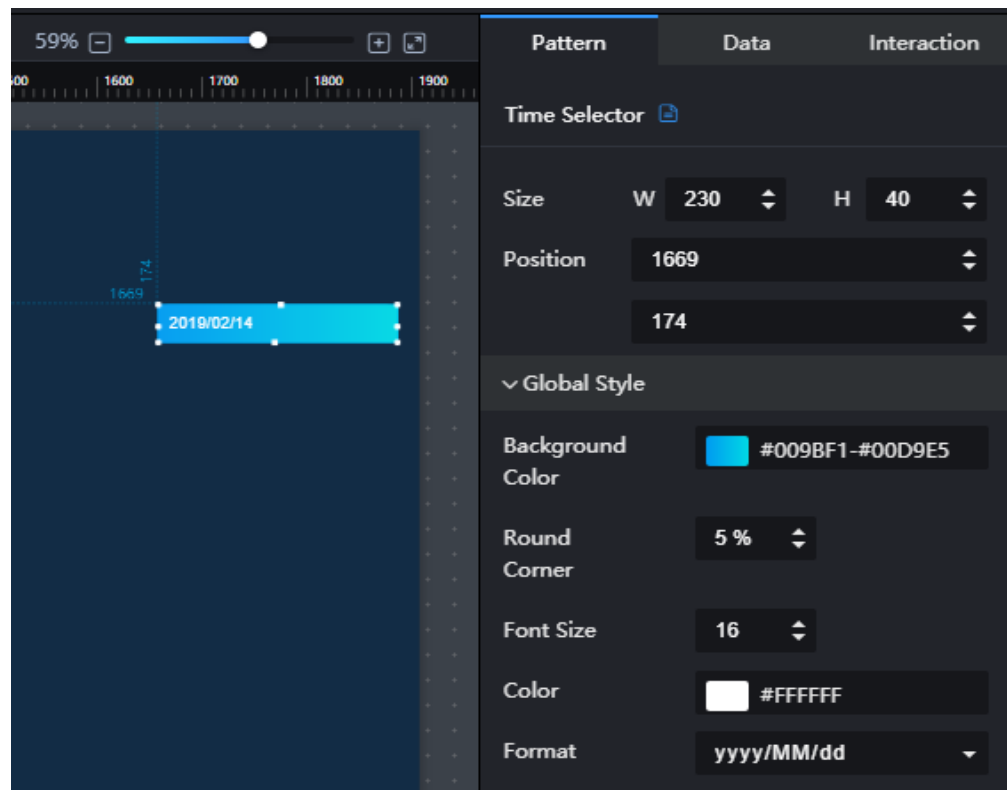 59%
Pattern Data Interaction
00 1600 1700 1800 1900
Time Selector
Size W 230 H 40
Position 1669
174
174
1669
2019/02/14
Global Style
Background
Color
#009BF1-#00D9E5
Round
Corner
5 %
Font Size 16
Color #FFFFFF
Format yyyy/MM/dd